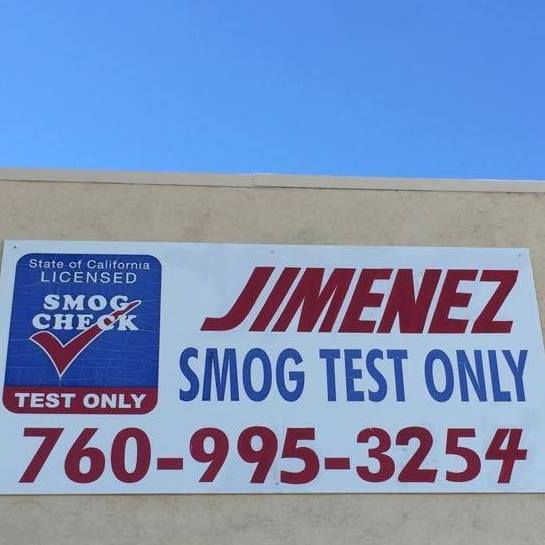 State of California
LICENSED
SMOG
CHECK
TEST ONLY
JIMENEZ
SMOG TEST ONLY
760-995-3254